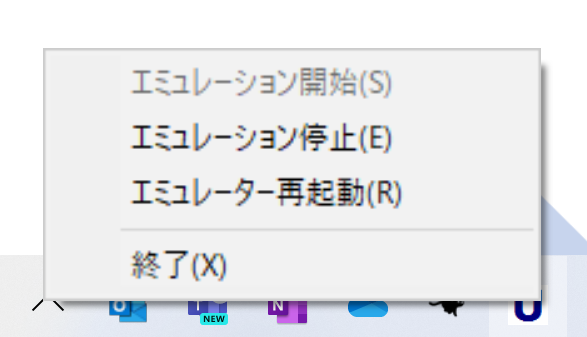 エミュレーション開始(S)
エミュレーション停止(E)
エミュレーター再起動(R)
終了(X)
O
T
N
U
NEW